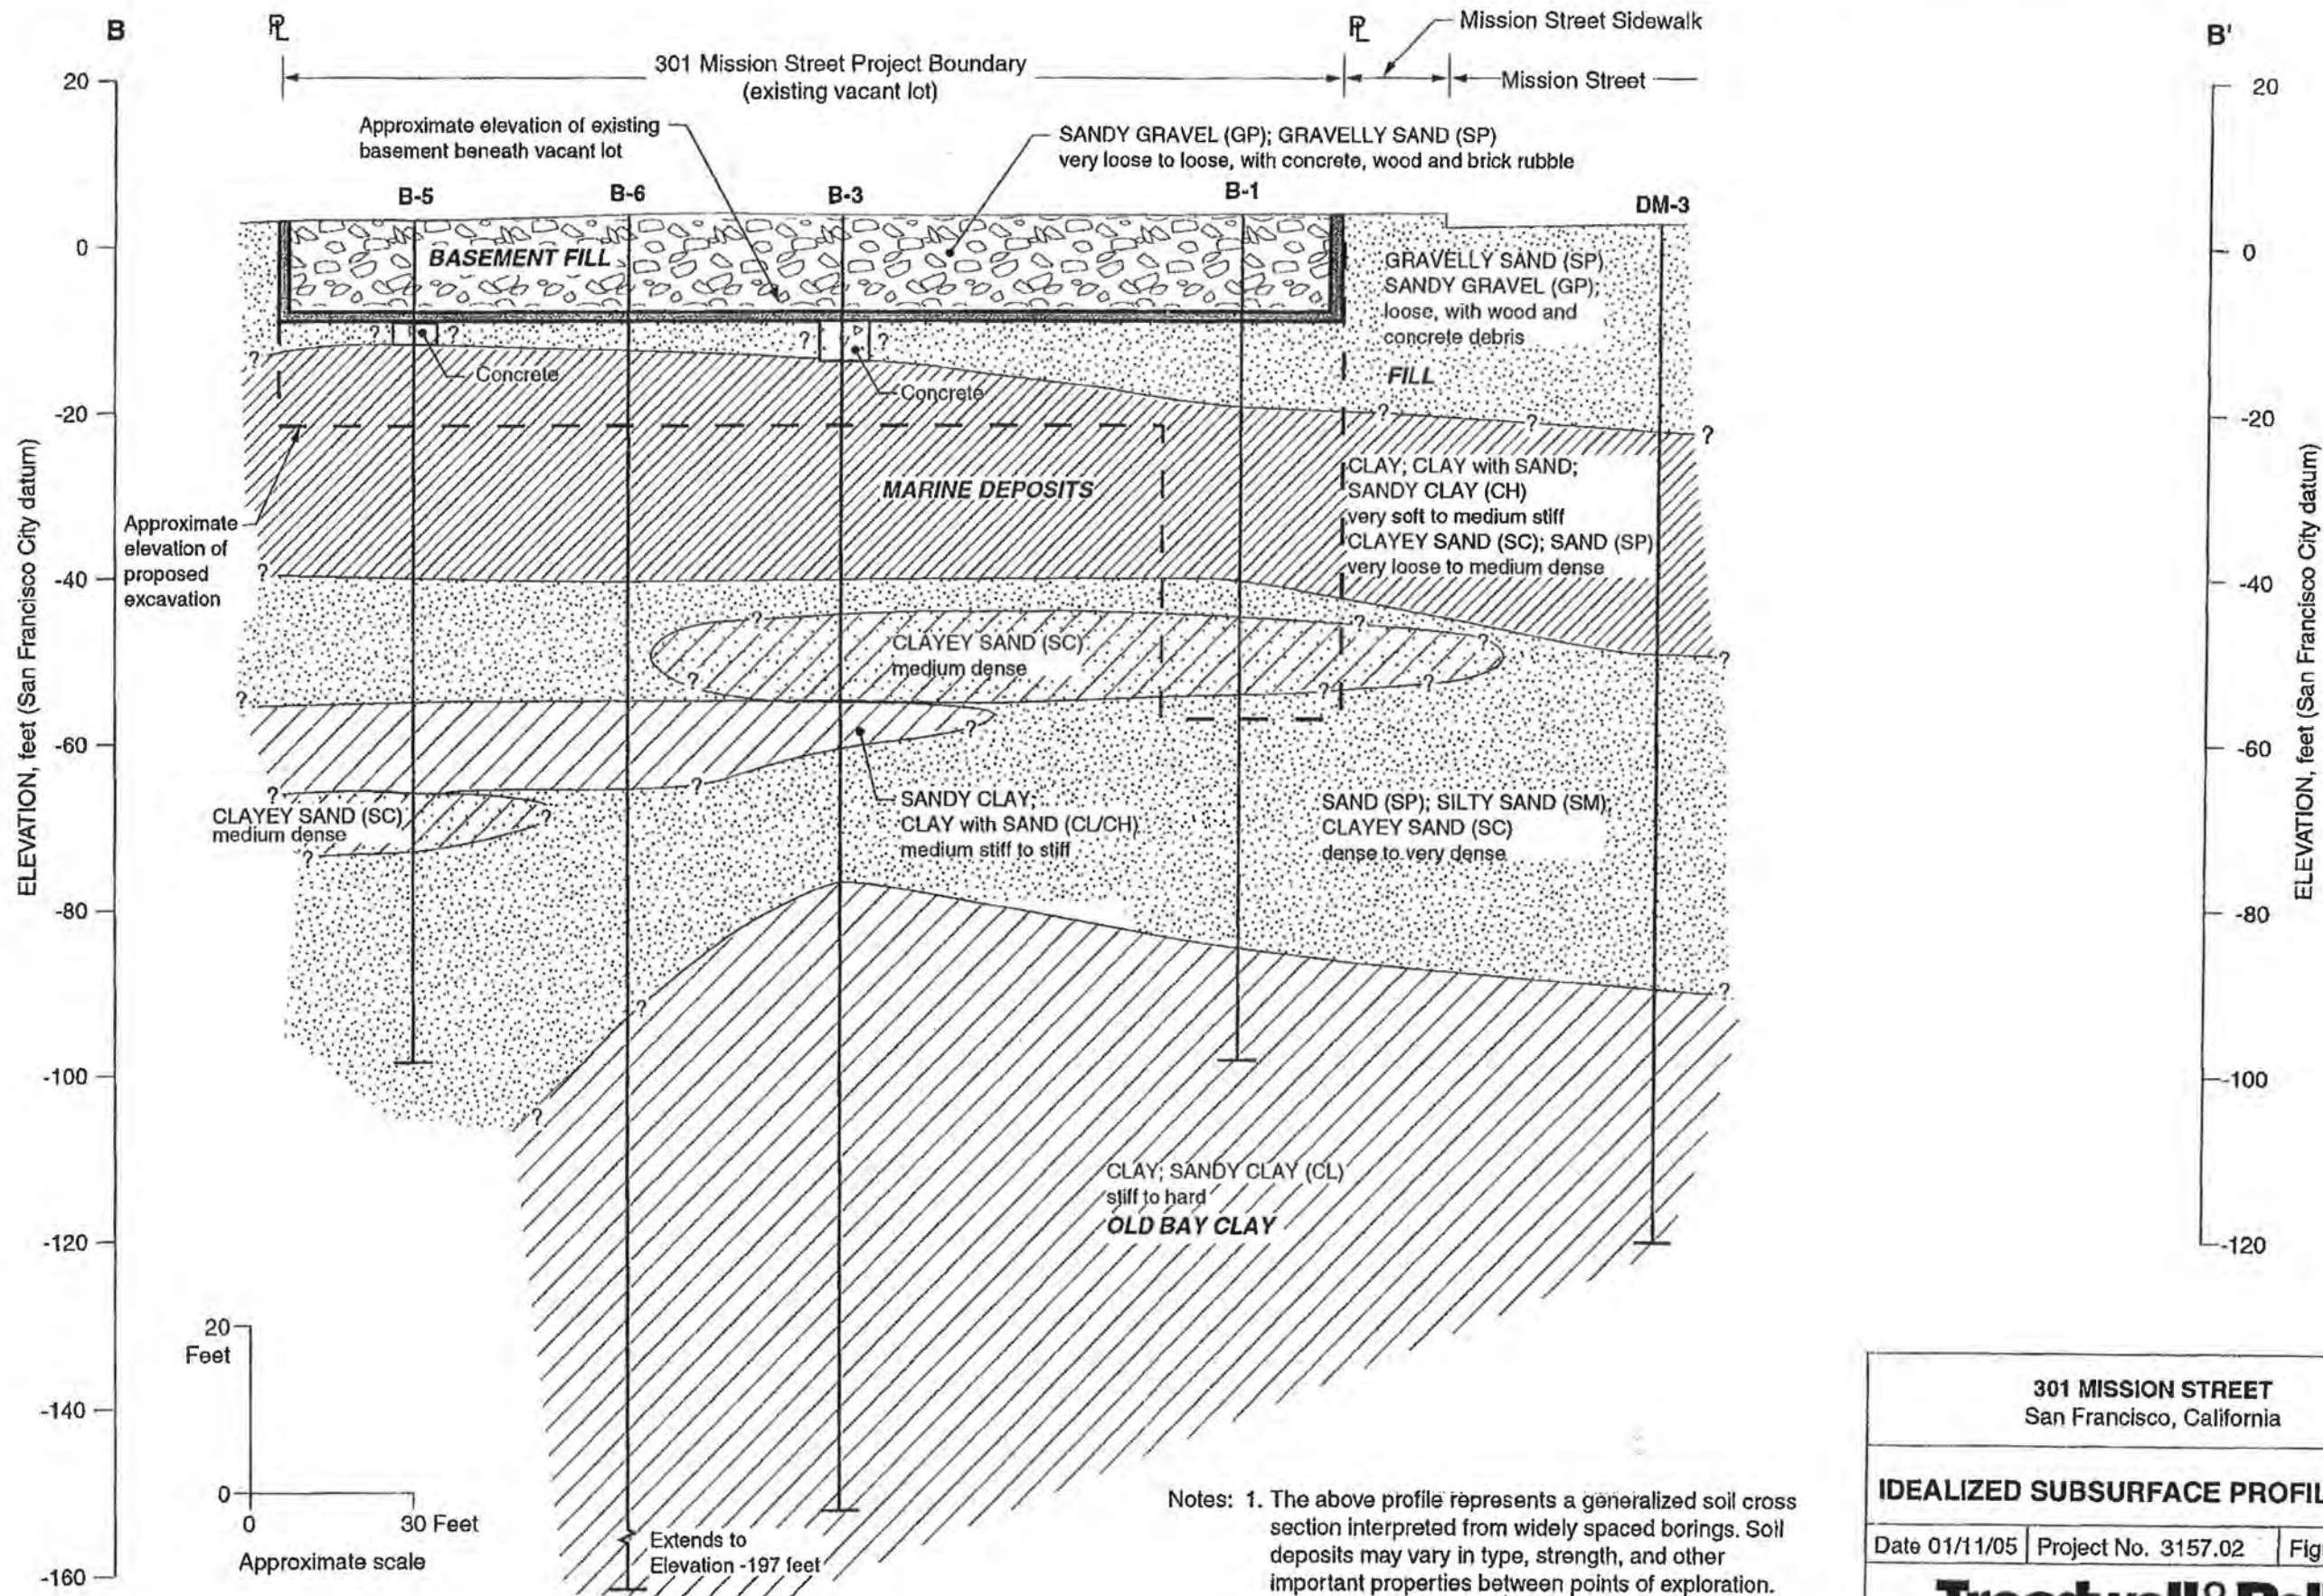 B
PL
301 Mission Street Project Boundary
(existing vacant lot)
PL
Mission Street Sidewalk
Mission Street
B'
20
0
-20
-40
-60
-80
-100
-120
-140
-160
ELEVATION, feet (San Francisco City datum)
Approximate elevation of existing
basement beneath vacant lot
SANDY GRAVEL (GP); GRAVELLY SAND (SP)
very loose to loose, with concrete, wood and brick rubble
B-5
B-6
B-3
B-1
DM-3
BASEMENT FILL
GRAVELLY SAND (SP)
SANDY GRAVEL (GP);
loose, with wood and
concrete debris
FILL
? ?
? ?
?
Concrete
Concrete
? ? ?
MARINE DEPOSITS
CLAY; CLAY with SAND;
SANDY CLAY (CH)
very soft to medium stiff
CLAYEY SAND (SC); SAND (SP)
very loose to medium dense
Approximate
elevation of
proposed
excavation
?
? ? ?
CLAYEY SAND (SC)
medium dense
?
? ? ? ?
?
? ?
CLAYEY SAND (SC)
medium dense
?
?
SANDY CLAY;
CLAY with SAND (CL/CH)
medium stiff to stiff
SAND (SP); SILTY SAND (SM);
CLAYEY SAND (SC)
dense to very dense
? ?
?
CLAY; SANDY CLAY (CL)
stiff to hard
OLD BAY CLAY
20
0
-20
-40
-60
-80
-100
-120
ELEVATION, feet (San Francisco City datum)
20
Feet
0
0 30 Feet
Approximate scale
Extends to
Elevation -197 feet
Notes: 1. The above profile represents a generalized soil cross
section interpreted from widely spaced borings. Soil
deposits may vary in type, strength, and other
important properties between points of exploration.
301 MISSION STREET
San Francisco, California
IDEALIZED SUBSURFACE PROFIL
Date 01/11/05 Project No. 3157.02 Fig